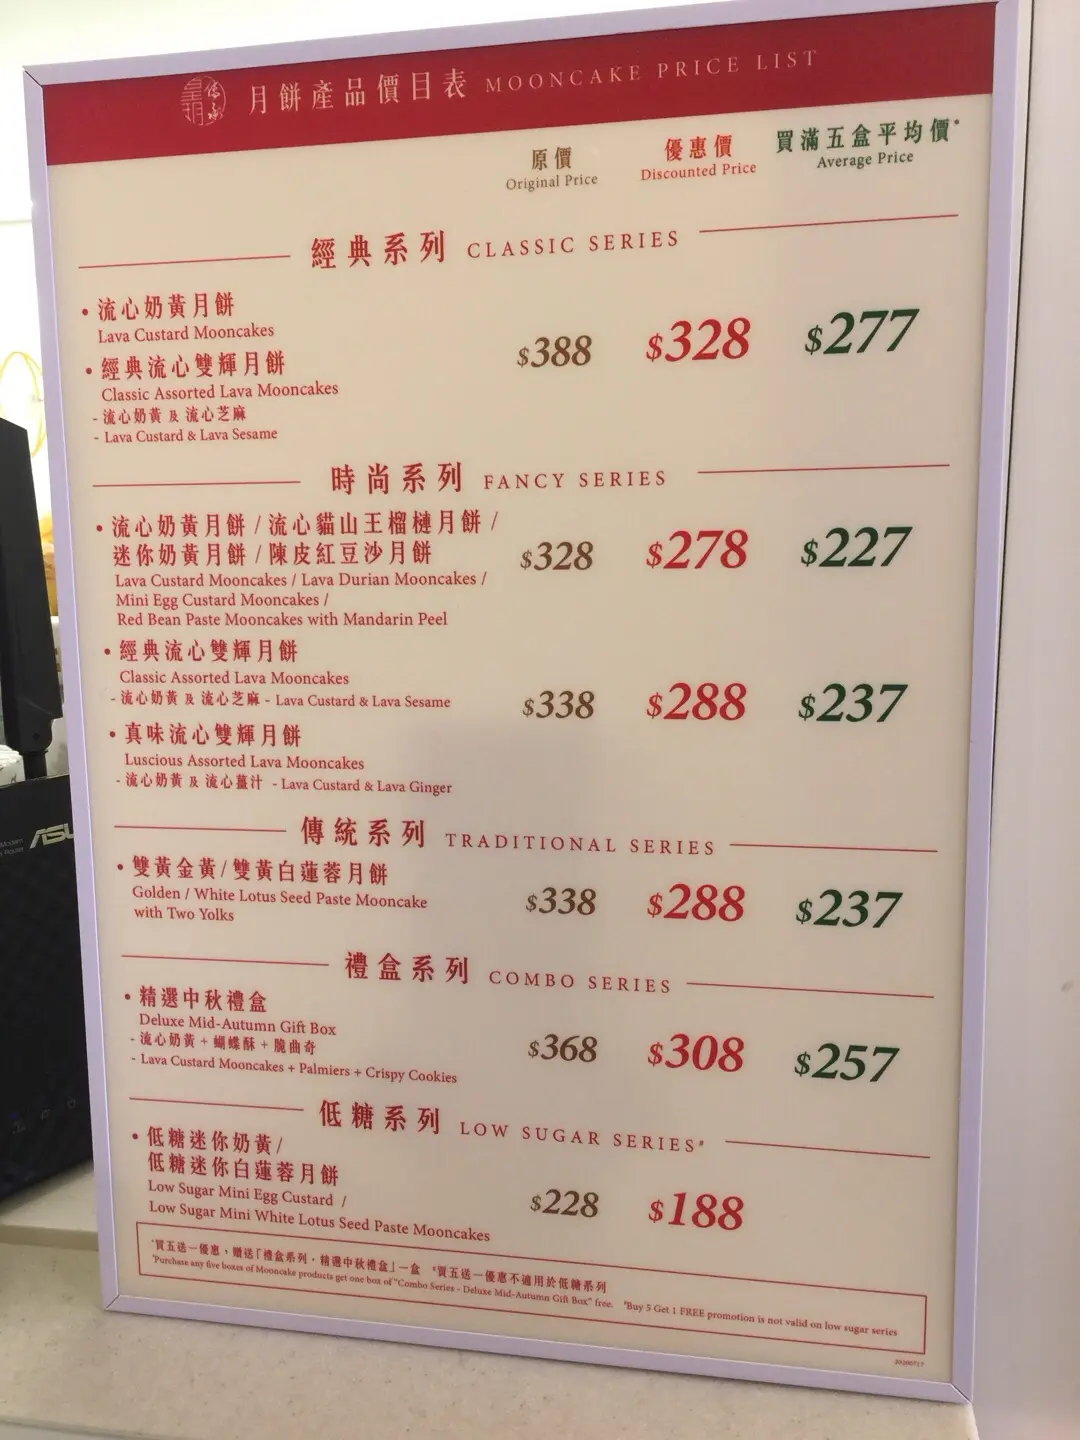 皇玥 傳承 月餅產品價目表 MOONCAKE PRICE LIST
原價 優惠價 買滿五盒平均價*
Original Price Discounted Price Average Price
經典系列 CLASSIC SERIES
• 流心奶黃月餅
Lava Custard Mooncakes
• 經典流心雙輝月餅
Classic Assorted Lava Mooncakes
- 流心奶黃 及 流心芝麻
- Lava Custard & Lava Sesame
$388 $328 $277
時尚系列 FANCY SERIES
• 流心奶黃月餅 / 流心貓山王榴槤月餅 /
迷你奶黃月餅 / 陳皮紅豆沙月餅
Lava Custard Mooncakes / Lava Durian Mooncakes /
Mini Egg Custard Mooncakes /
Red Bean Paste Mooncakes with Mandarin Peel
$328 $278 $227
• 經典流心雙輝月餅
Classic Assorted Lava Mooncakes
- 流心奶黃 及 流心芝麻 - Lava Custard & Lava Sesame
• 真味流心雙輝月餅
Luscious Assorted Lava Mooncakes
- 流心奶黃 及 流心薑汁 - Lava Custard & Lava Ginger
$338 $288 $237
傳統系列 TRADITIONAL SERIES
• 雙黃金黃/雙黃白蓮蓉月餅
Golden / White Lotus Seed Paste Mooncake
with Two Yolks
$338 $288 $237
禮盒系列 COMBO SERIES
• 精選中秋禮盒
Deluxe Mid-Autumn Gift Box
- 流心奶黃 + 蝴蝶酥 + 脆曲奇
- Lava Custard Mooncakes + Palmiers + Crispy Cookies
$368 $308 $257
低糖系列 LOW SUGAR SERIES#
• 低糖迷你奶黃/
低糖迷你白蓮蓉月餅
Low Sugar Mini Egg Custard /
Low Sugar Mini White Lotus Seed Paste Mooncakes
$228 $188
*買五送一優惠，贈送「禮盒系列 - 精選中秋禮盒」一盒 #買五送一優惠不適用於低糖系列
*Purchase any five boxes of Mooncake products get one box of "Combo Series - Deluxe Mid-Autumn Gift Box" free. #Buy 5 Get 1 FREE promotion is not valid on low sugar series